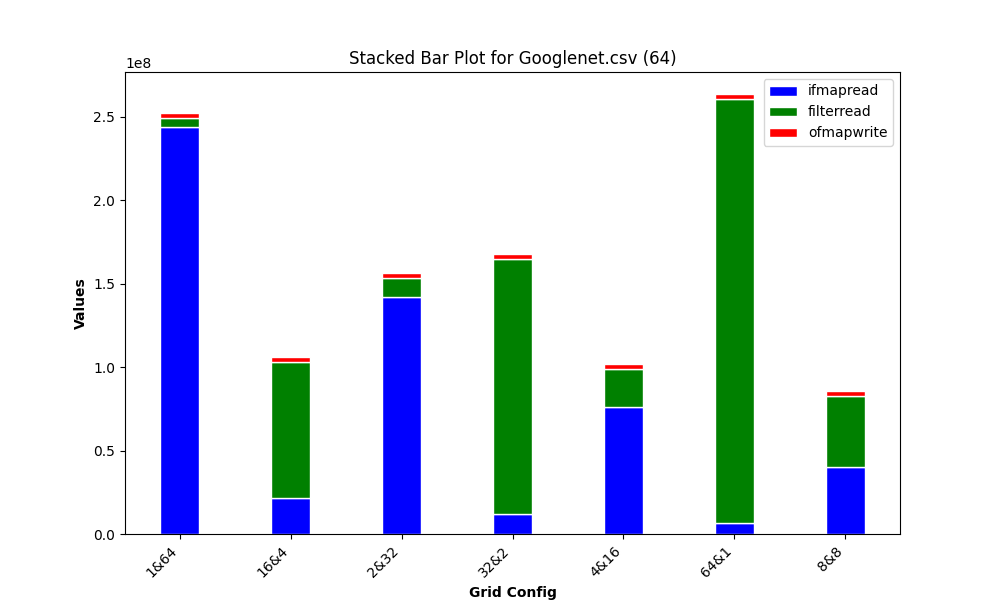 Stacked Bar Plot for Googlenet.csv (64)
1e8
ifmapread
filterread
ofmapwrite
2.5
2.0
1.5
1.0
0.5
0.0
Values
1&64
16&4
2&32
32&2
4&16
64&1
8&8
Grid Config